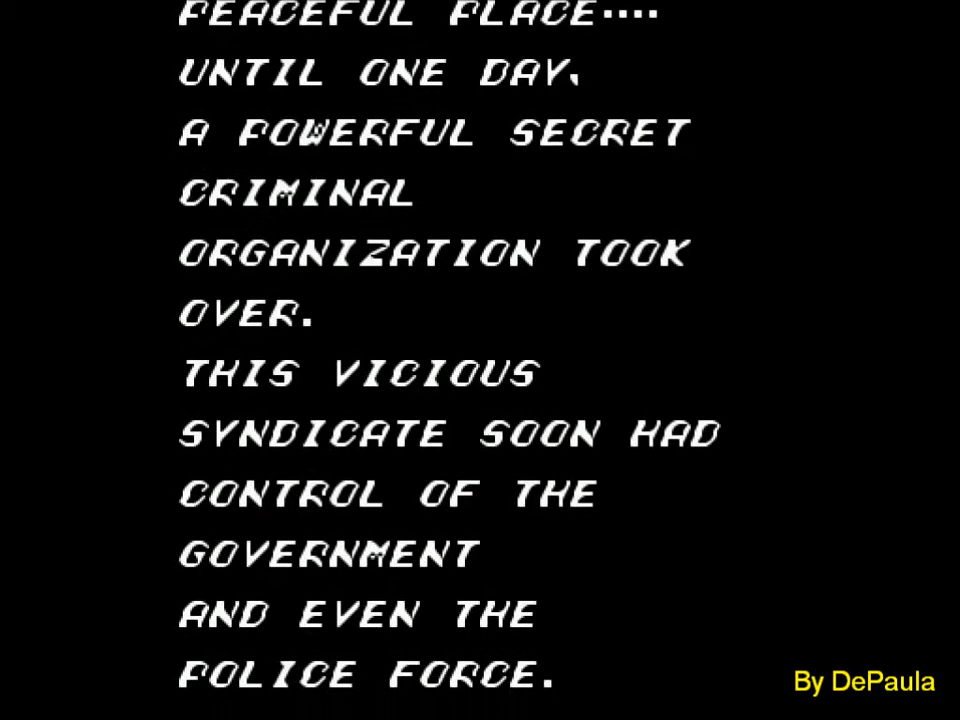 PEACEFUL PLACE....
UNTIL ONE DAY,
A POWERFUL SECRET
CRIMINAL
ORGANIZATION TOOK
OVER.
THIS VICIOUS
SYNDICATE SOON HAD
CONTROL OF THE
GOVERNMENT
AND EVEN THE
POLICE FORCE.
By DePaula